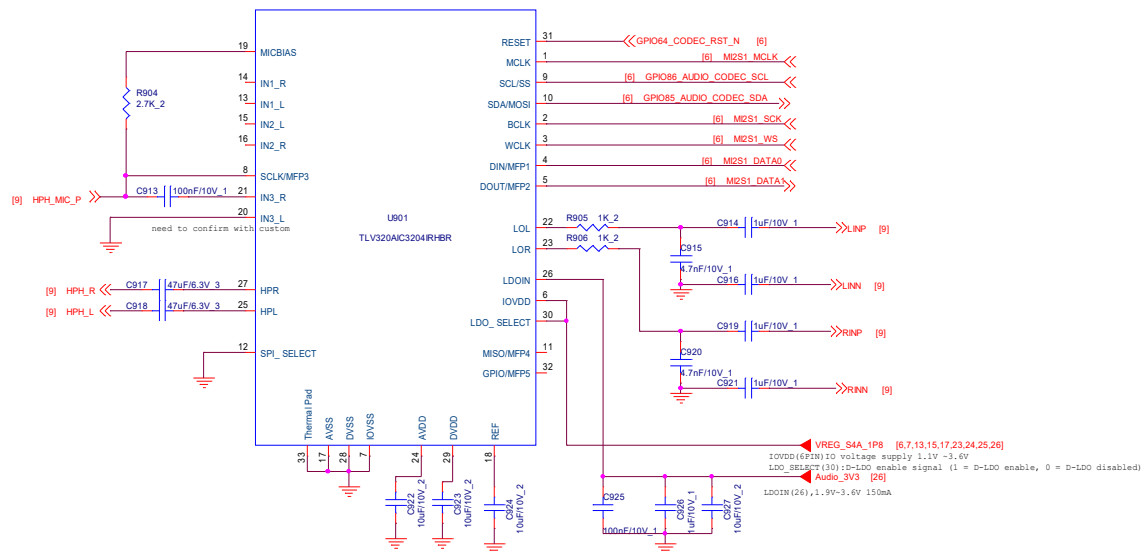 19 MICBIAS
14 IN1_R
13 IN1_L
15 IN2_L
16 IN2_R
R904
2.7K_2
8 SCLK/MFP3
[9] HPH_MIC_P
C913 100nF/10V_1
21 IN3_R
20 IN3_L
need to confirm with custom
[9] HPH_R C917 47uF/6.3V_3 27 HPR
[9] HPH_L C918 47uF/6.3V_3 25 HPL
12 SPI_ SELECT
U901
TLV320AIC3204IRHBR
RESET 31 GPIO64_CODEC_RST_N [6]
MCLK 1 [6] MI2S1_MCLK
SCL/SS 9 [6] GPIO86_AUDIO_CODEC_SCL
SDA/MOSI 10 [6] GPIO85_AUDIO_CODEC_SDA
BCLK 2 [6] MI2S1_SCK
WCLK 3 [6] MI2S1_WS
DIN/MFP1 4 [6] MI2S1_DATA0
DOUT/MFP2 5 [6] MI2S1_DATA1
LOL 22 R905 1K_2 C914 1uF/10V_1 LINP [9]
LOR 23 R906 1K_2
C915
4.7nF/10V_1
C916 1uF/10V_1 LINN [9]
LDOIN 26
IOVDD 6
LDO_ SELECT 30
C919 1uF/10V_1 RINP [9]
MISO/MFP4 11
GPIO/MFP5 32
C920
4.7nF/10V_1
C921 1uF/10V_1 RINN [9]
Thermal Pad 33
AVSS 17
DVSS 28
IOVSS 7
AVDD 24
DVDD 29
REF 18
C922
10uF/10V_2
C923
10uF/10V_2
C924
10uF/10V_2
VREG_S4A_1P8 [6,7,13,15,17,23,24,25,26]
IOVDD(6PIN)IO voltage supply 1.1V ~3.6V
LDO_SELECT(30):D-LDO enable signal (1 = D-LDO enable, 0 = D-LDO disabled)
Audio_3V3 [26]
LDOIN(26),1.9V~3.6V 150mA
C925
100nF/10V_1
C926
1uF/10V_1
C927
10uF/10V_2